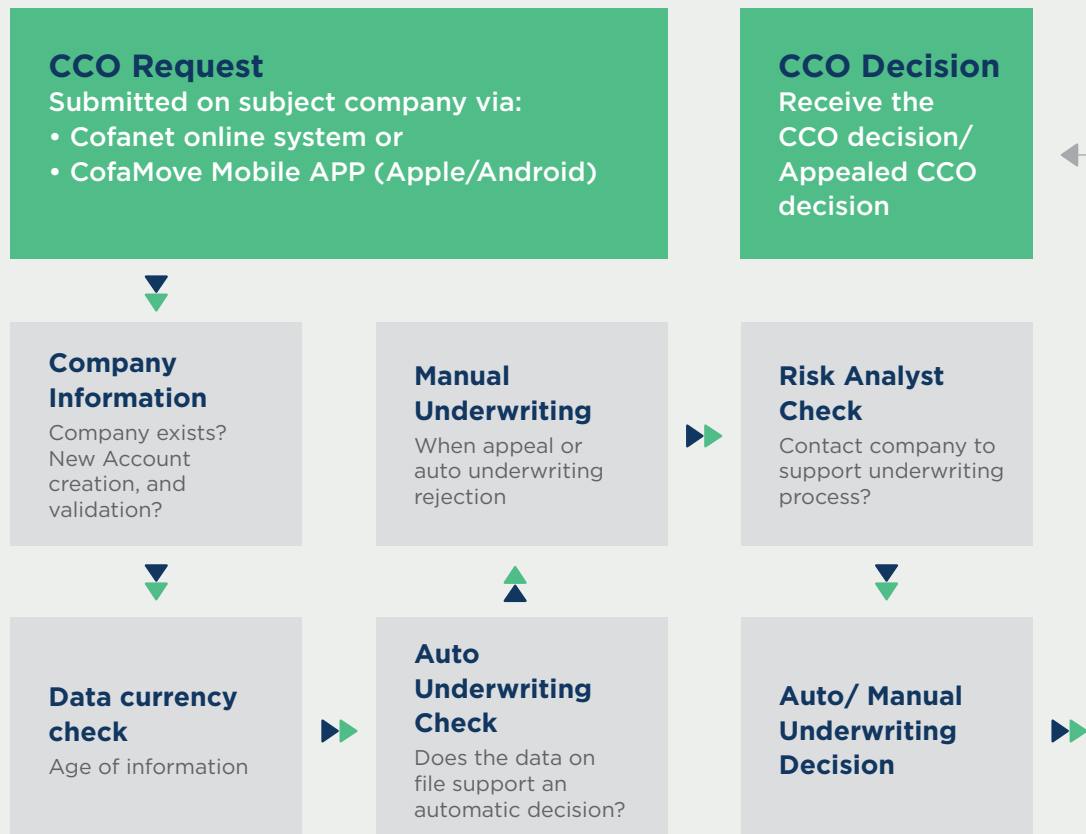 CCO Request
Submitted on subject company via:
• Cofanet online system or
• CofaMove Mobile APP (Apple/Android)
CCO Decision
Receive the
CCO decision/
Appealed CCO
decision
Company
Information
Company exists?
New Account
creation, and
validation?
Manual
Underwriting
When appeal or
auto underwriting
rejection
Risk Analyst
Check
Contact company to
support underwriting
process?
Data currency
check
Age of information
Auto
Underwriting
Check
Does the data on
file support an
automatic decision?
Auto/ Manual
Underwriting
Decision